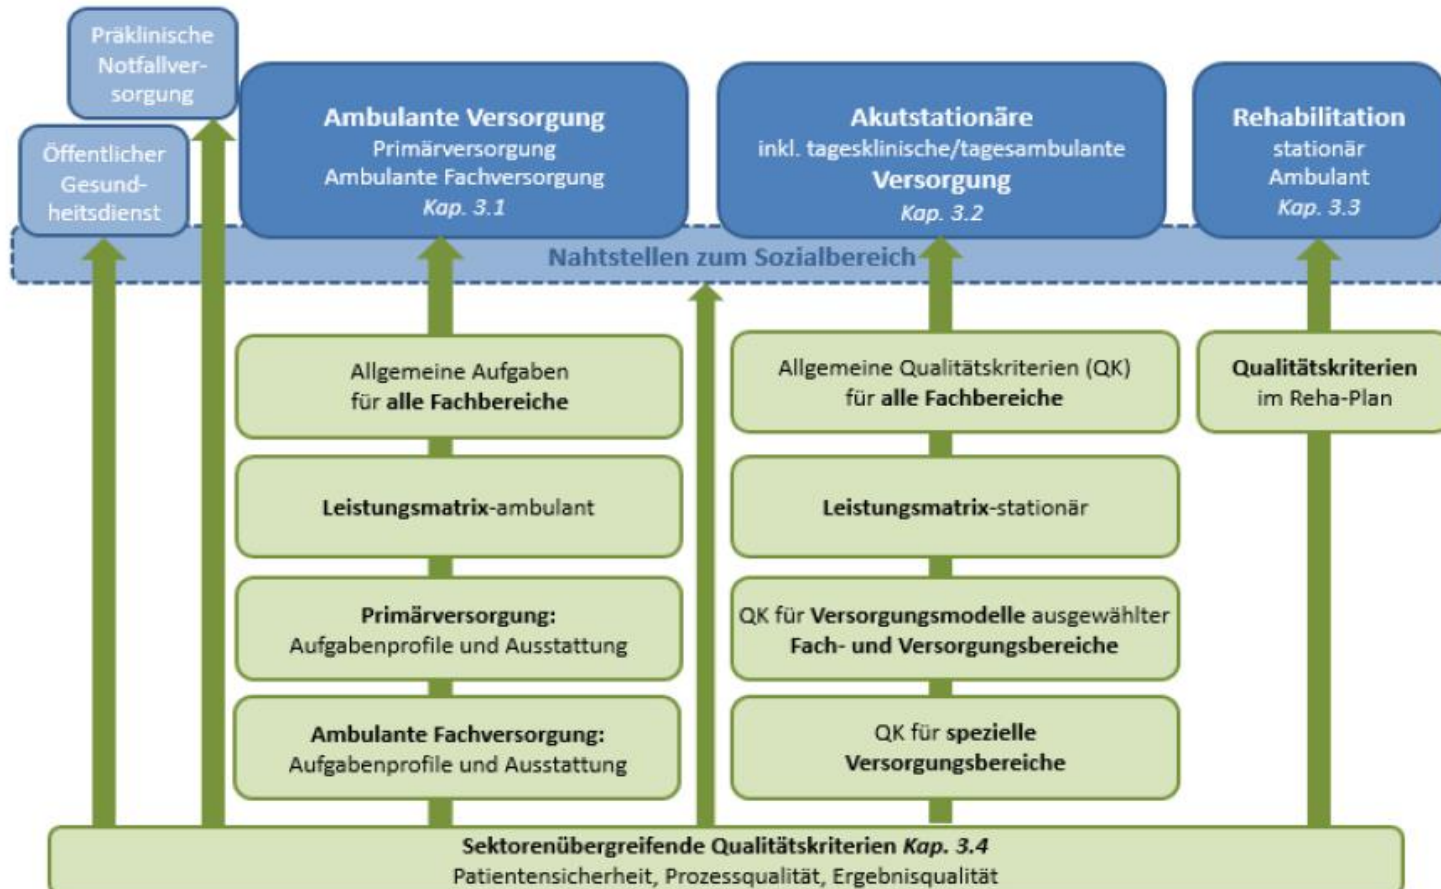 Präklinische
Notfallver-
sorgung
Öffentlicher
Gesund-
heitsdienst
Ambulante Versorgung
Primärversorgung
Ambulante Fachversorgung
Kap. 3.1
Akutstationäre
inkl. tagesklinische/tagesambulante
Versorgung
Kap. 3.2
Rehabilitation
stationär
Ambulant
Kap. 3.3
Nahtstellen zum Sozialbereich
Allgemeine Aufgaben
für alle Fachbereiche
Leistungsmatrix-ambulant
Primärversorgung:
Aufgabenprofile und Ausstattung
Ambulante Fachversorgung:
Aufgabenprofile und Ausstattung
Allgemeine Qualitätskriterien (QK)
für alle Fachbereiche
Leistungsmatrix-stationär
QK für Versorgungsmodelle ausgewählter
Fach- und Versorgungsbereiche
QK für spezielle
Versorgungsbereiche
Qualitätskriterien
im Reha-Plan
Sektorenübergreifende Qualitätskriterien Kap. 3.4
Patientensicherheit, Prozessqualität, Ergebnisqualität